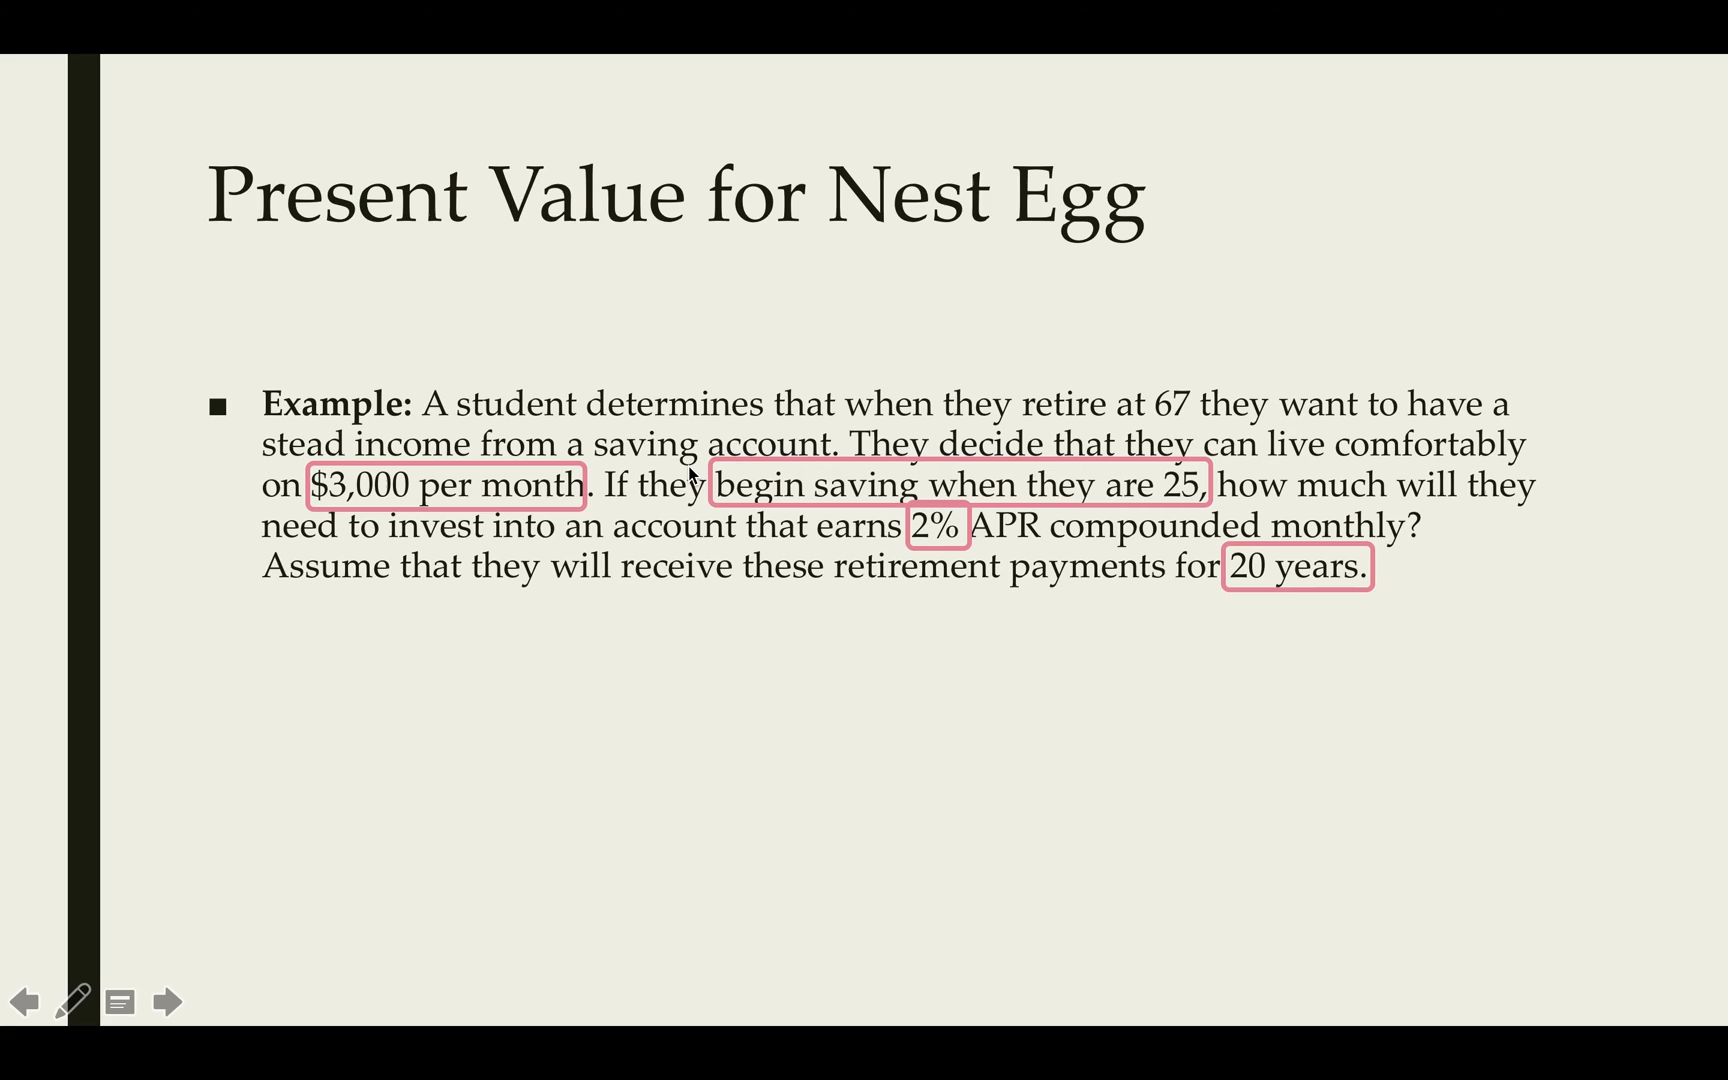 Present Value for Nest Egg
■ Example: A student determines that when they retire at 67 they want to have a
stead income from a saving account. They decide that they can live comfortably
on $3,000 per month. If they begin saving when they are 25, how much will they
need to invest into an account that earns 2% APR compounded monthly?
Assume that they will receive these retirement payments for 20 years.